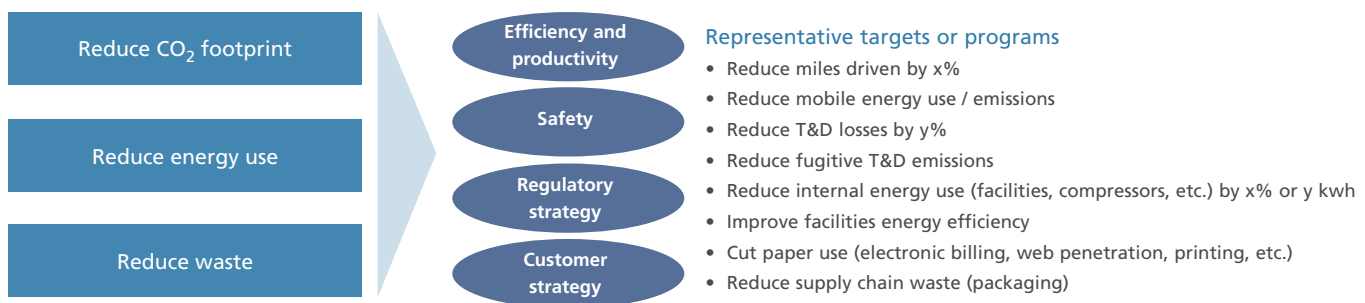 Reduce CO₂ footprint
Reduce energy use
Reduce waste
Efficiency and
productivity
Safety
Regulatory
strategy
Customer
strategy
Representative targets or programs
• Reduce miles driven by x%
• Reduce mobile energy use / emissions
• Reduce T&D losses by y%
• Reduce fugitive T&D emissions
• Reduce internal energy use (facilities, compressors, etc.) by x% or y kwh
• Improve facilities energy efficiency
• Cut paper use (electronic billing, web penetration, printing, etc.)
• Reduce supply chain waste (packaging)